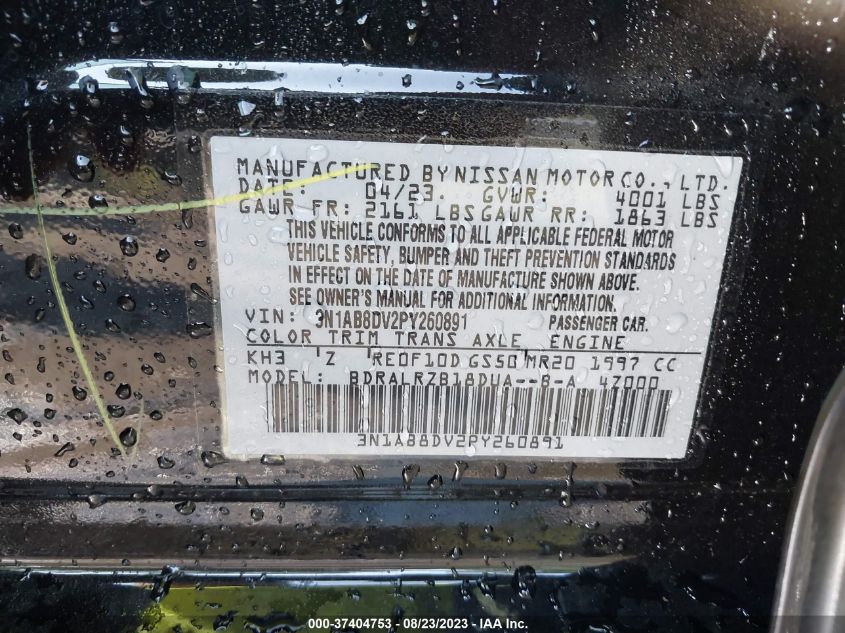 MANUFACTURED BY NISSAN MOTOR CO., LTD.
DATE: 04/23. GVWR: 4001 LBS
GAWR FR: 2161 LBS GAWR RR: 1863 LBS
THIS VEHICLE CONFORMS TO ALL APPLICABLE FEDERAL MOTOR
VEHICLE SAFETY, BUMPER AND THEFT PREVENTION STANDARDS
IN EFFECT ON THE DATE OF MANUFACTURE SHOWN ABOVE.
SEE OWNER'S MANUAL FOR ADDITIONAL INFORMATION.
VIN: 3N1AB8DV2PY260891 PASSENGER CAR.
COLOR TRIM TRANS AXLE ENGINE
KH3 'Z 'RE0F10D'GS50'MR20 1997 CC
MODEL: BDRALRZB18DUA--B-A 47000
3N1AB8DV2PY260891
000-37404753 - 08/23/2023 - IAA Inc.